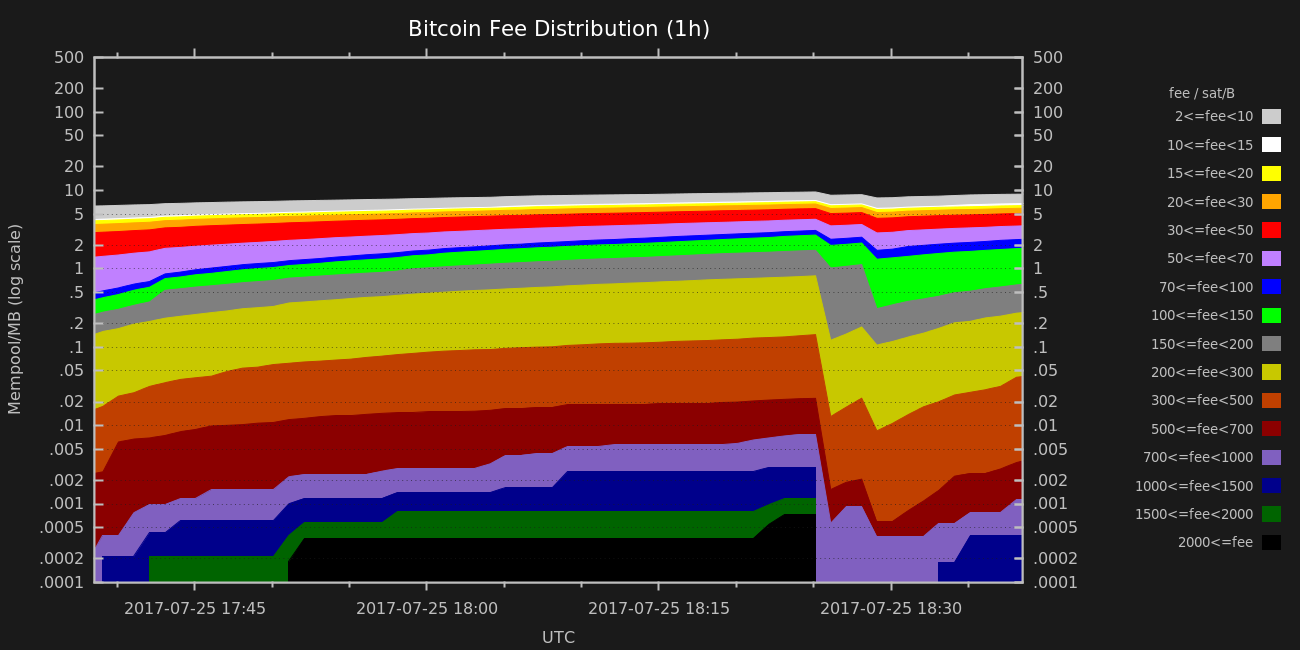 Bitcoin Fee Distribution (1h)
Mempool/MB (log scale)
500
200
100
50
20
10
5
2
1
.5
.2
.1
.05
.02
.01
.005
.002
.001
.0005
.0002
.0001
500
200
100
50
20
10
5
2
1
.5
.2
.1
.05
.02
.01
.005
.002
.001
.0005
.0002
.0001
2017-07-25 17:45
2017-07-25 18:00
2017-07-25 18:15
2017-07-25 18:30
UTC
fee / sat/B
2<=fee<10
10<=fee<15
15<=fee<20
20<=fee<30
30<=fee<50
50<=fee<70
70<=fee<100
100<=fee<150
150<=fee<200
200<=fee<300
300<=fee<500
500<=fee<700
700<=fee<1000
1000<=fee<1500
1500<=fee<2000
2000<=fee